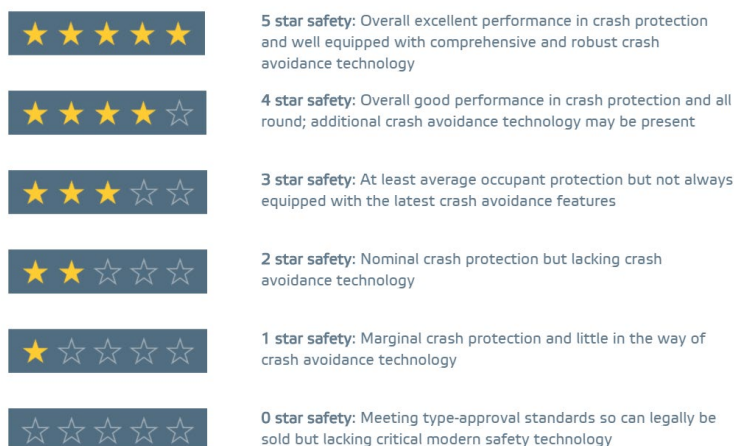 5 star safety: Overall excellent performance in crash protection
and well equipped with comprehensive and robust crash
avoidance technology
4 star safety: Overall good performance in crash protection and all
round; additional crash avoidance technology may be present
3 star safety: At least average occupant protection but not always
equipped with the latest crash avoidance features
2 star safety: Nominal crash protection but lacking crash
avoidance technology
1 star safety: Marginal crash protection and little in the way of
crash avoidance technology
0 star safety: Meeting type-approval standards so can legally be
sold but lacking critical modern safety technology